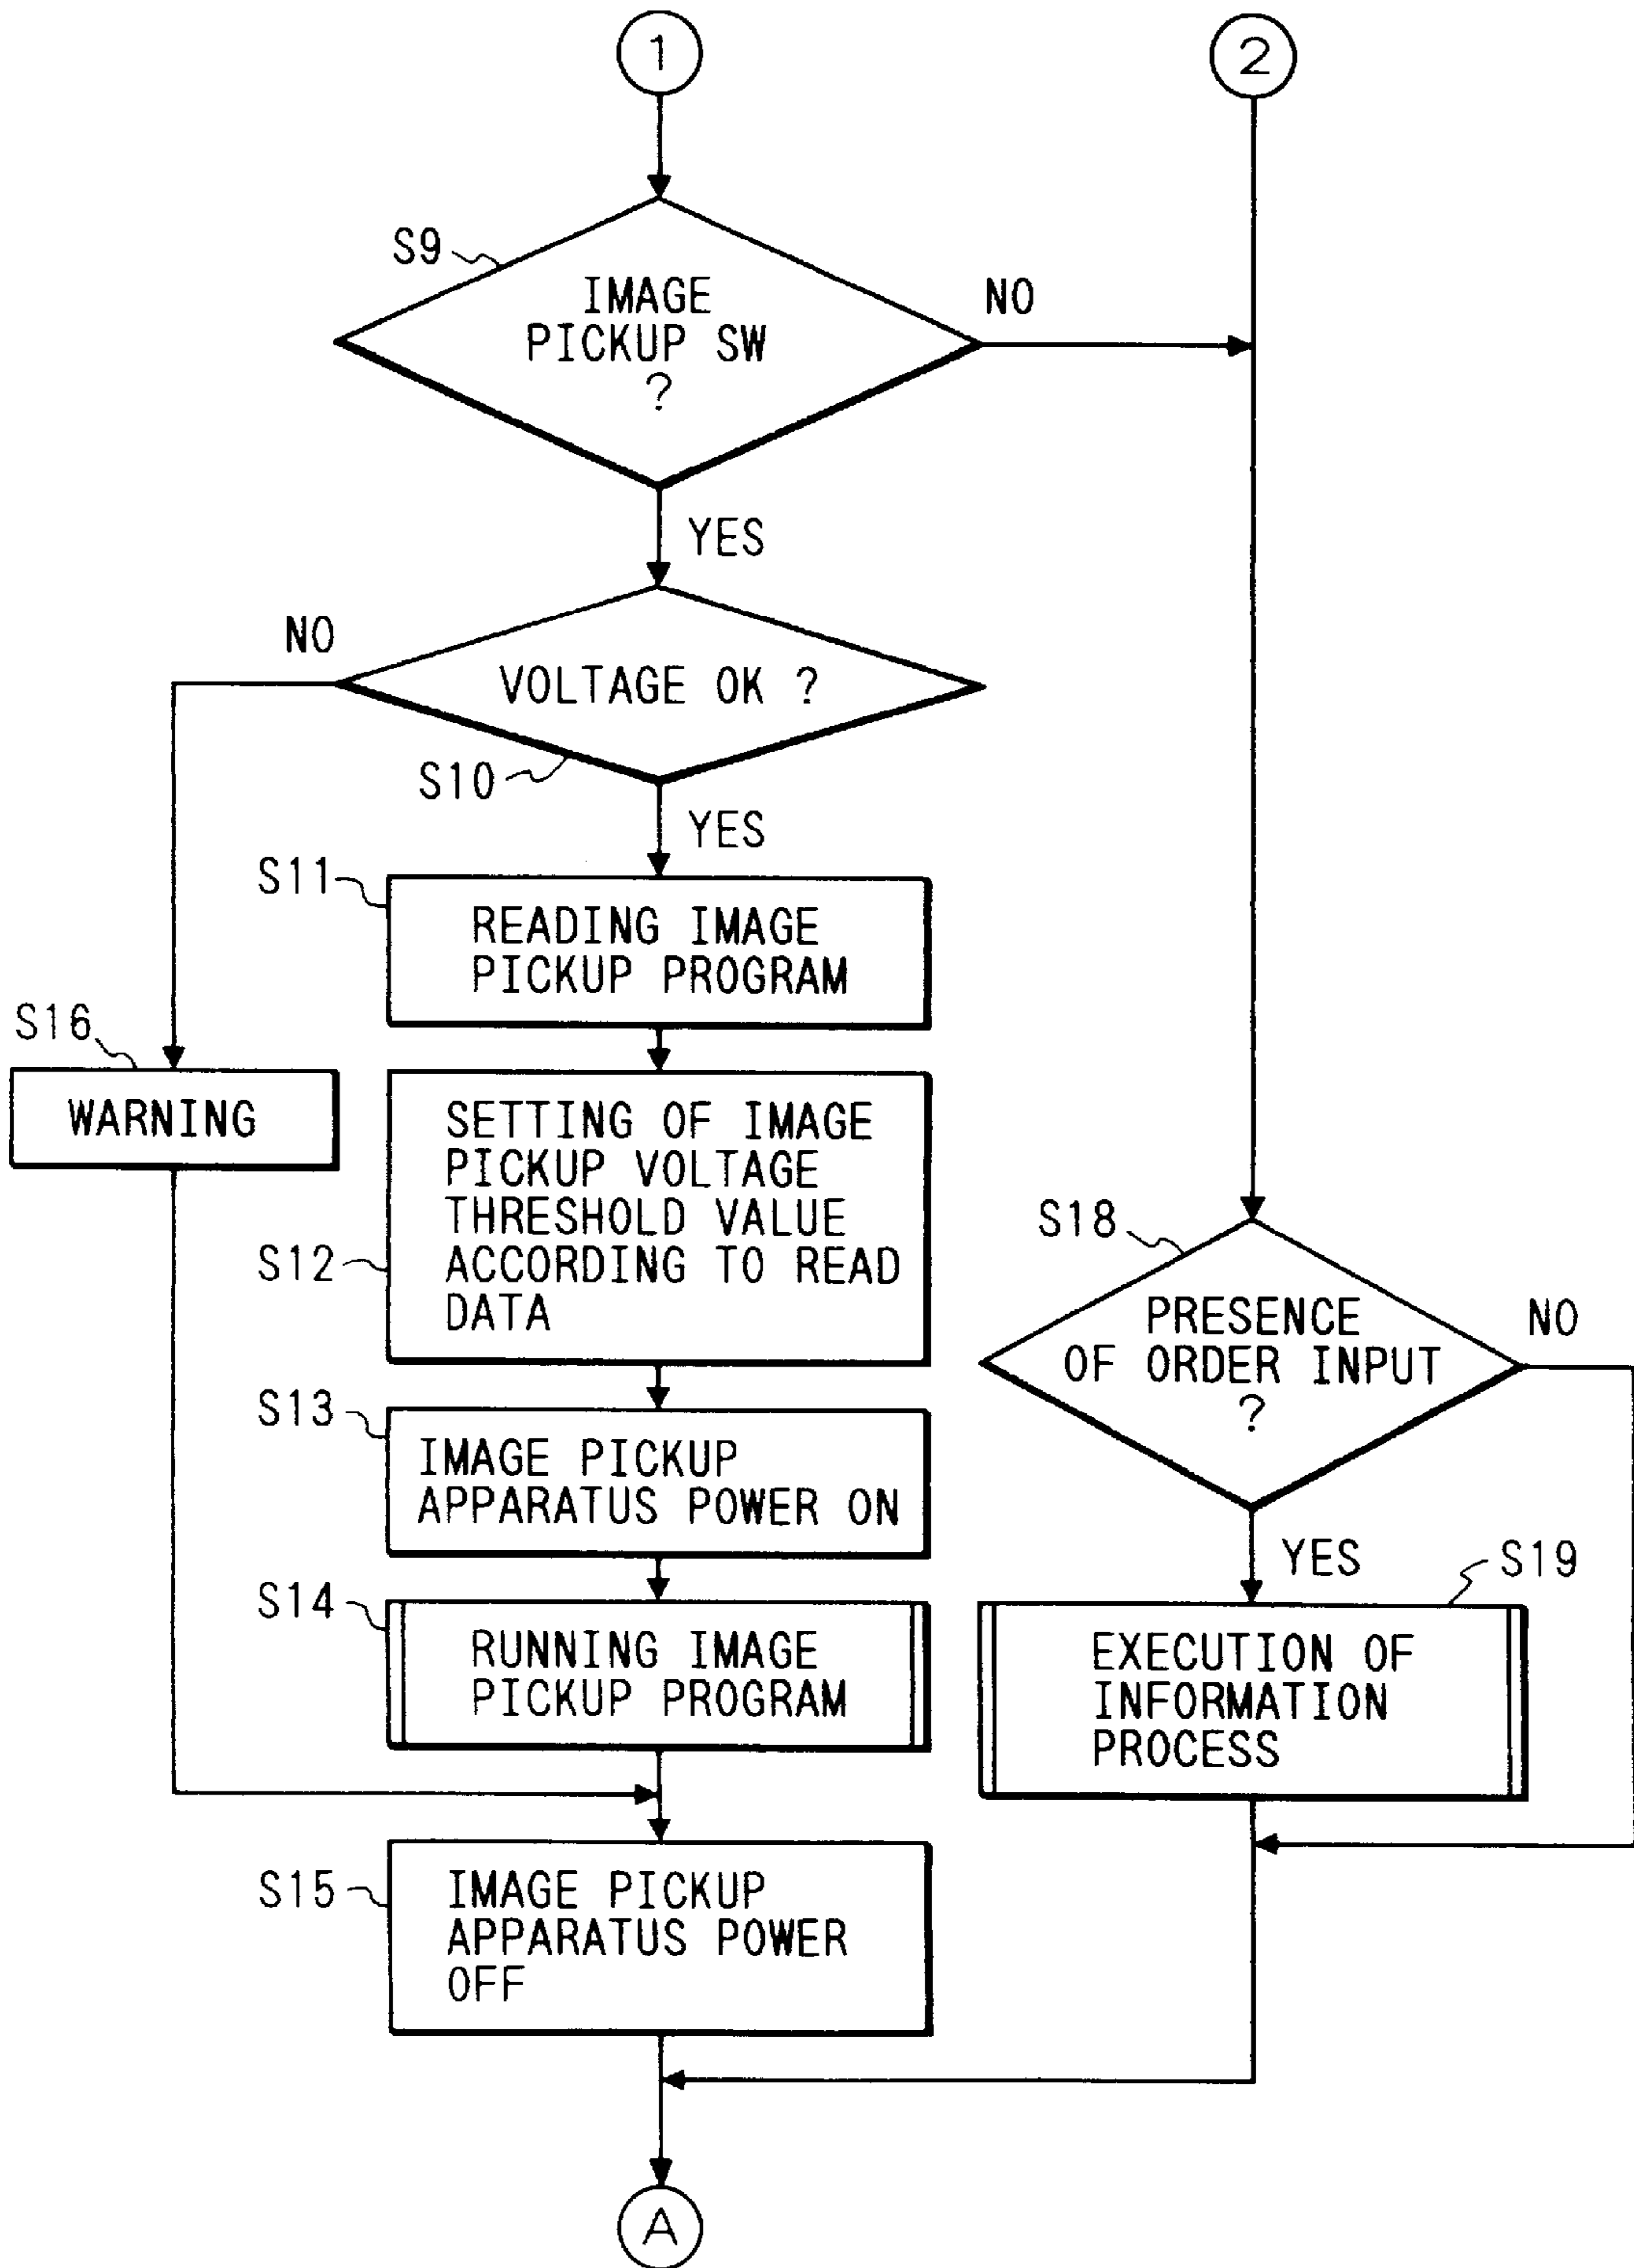 1
2
S9
IMAGE
PICKUP SW
?
NO
YES
NO
VOLTAGE OK ?
S10
YES
S11
READING IMAGE
PICKUP PROGRAM
S16
WARNING
S12
SETTING OF IMAGE
PICKUP VOLTAGE
THRESHOLD VALUE
ACCORDING TO READ
DATA
S18
PRESENCE
OF ORDER INPUT
?
NO
S13
IMAGE PICKUP
APPARATUS POWER ON
YES
S14
RUNNING IMAGE
PICKUP PROGRAM
S19
EXECUTION OF
INFORMATION
PROCESS
S15
IMAGE PICKUP
APPARATUS POWER
OFF
A